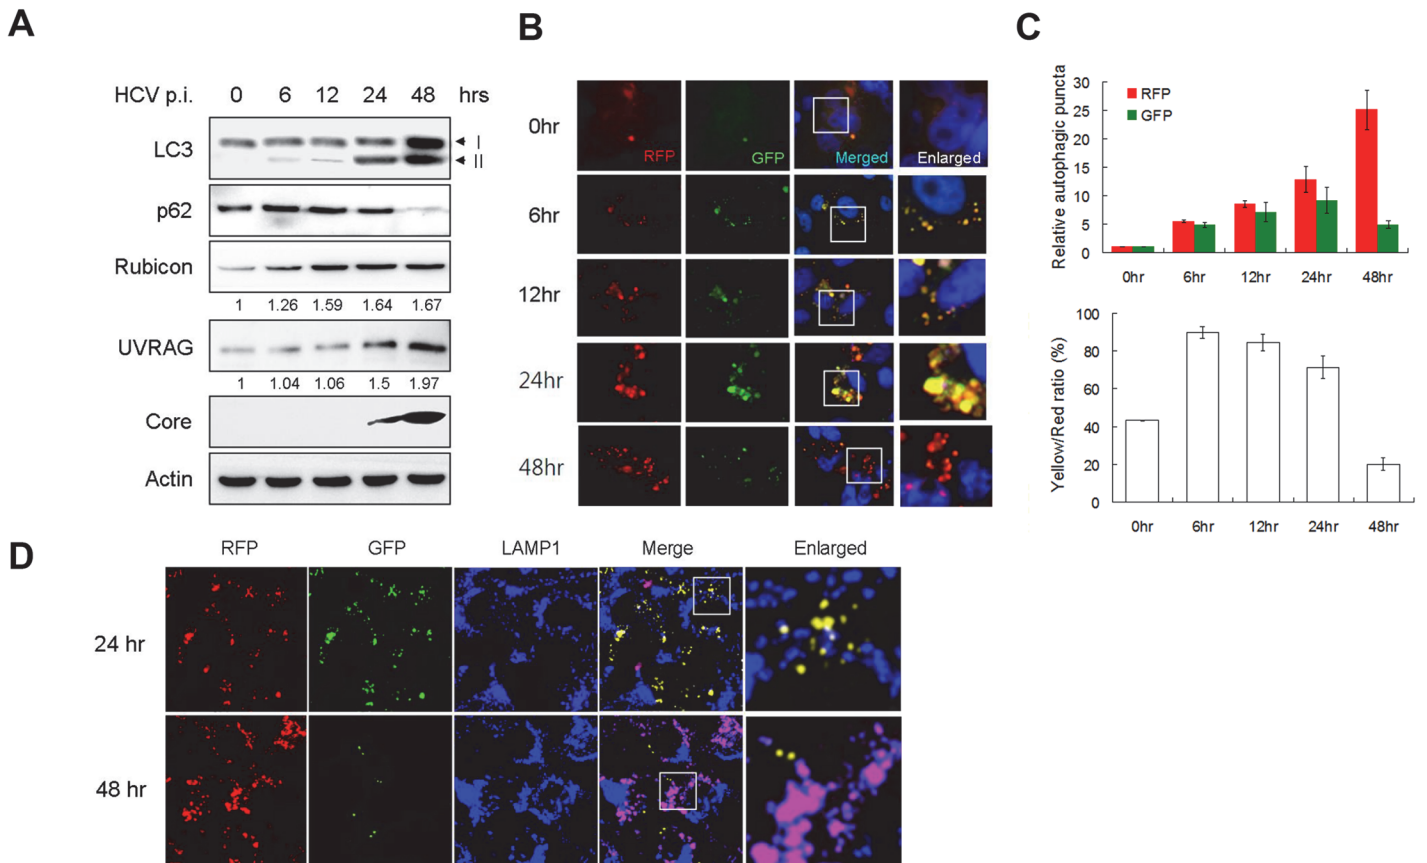 A
HCV p.i. 0 6 12 24 48 hrs
LC3
I
II
p62
Rubicon
1 1.26 1.59 1.64 1.67
UVRAG
1 1.04 1.06 1.5 1.97
Core
Actin
B
0hr
RFP GFP Merged Enlarged
6hr
12hr
24hr
48hr
C
Relative autophagic puncta
30
25
20
15
10
5
0
RFP
GFP
0hr 6hr 12hr 24hr 48hr
Yellow/Red ratio (%)
100
80
60
40
20
0
0hr 6hr 12hr 24hr 48hr
D
RFP GFP LAMP1 Merge Enlarged
24 hr
48 hr